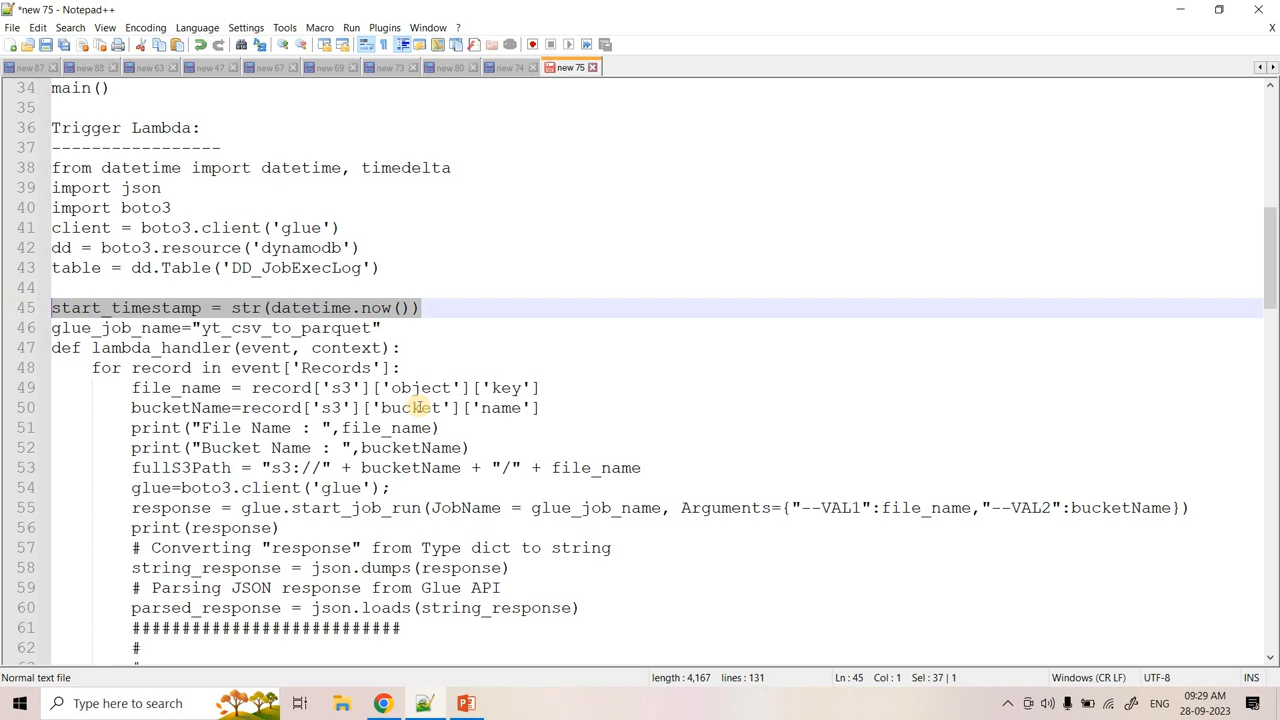 *new 75 - Notepad++
File Edit Search View Encoding Language Settings Tools Macro Run Plugins Window ? X
new 87 new 88 new 63 new 47 new 67 new 69 new 73 new 80 new 74 new 75
34 main()
35
36 Trigger Lambda:
37 -----------------
38 from datetime import datetime, timedelta
39 import json
40 import boto3
41 client = boto3.client('glue')
42 dd = boto3.resource('dynamodb')
43 table = dd.Table('DD_JobExecLog')
44
45 start_timestamp = str(datetime.now())
46 glue_job_name="yt_csv_to_parquet"
47 def lambda_handler(event, context):
48 for record in event['Records']:
49 file_name = record['s3']['object']['key']
50 bucketName=record['s3']['bucket']['name']
51 print("File Name : ",file_name)
52 print("Bucket Name : ",bucketName)
53 fullS3Path = "s3://" + bucketName + "/" + file_name
54 glue=boto3.client('glue');
55 response = glue.start_job_run(JobName = glue_job_name, Arguments={"--VAL1":file_name,"--VAL2":bucketName})
56 print(response)
57 # Converting "response" from Type dict to string
58 string_response = json.dumps(response)
59 # Parsing JSON response from Glue API
60 parsed_response = json.loads(string_response)
61 ###########################
62 #
Normal text file length : 4,167 lines : 131 Ln : 45 Col : 1 Sel : 37 | 1 Windows (CR LF) UTF-8 INS
Type here to search ENG 09:29 AM
28-09-2023